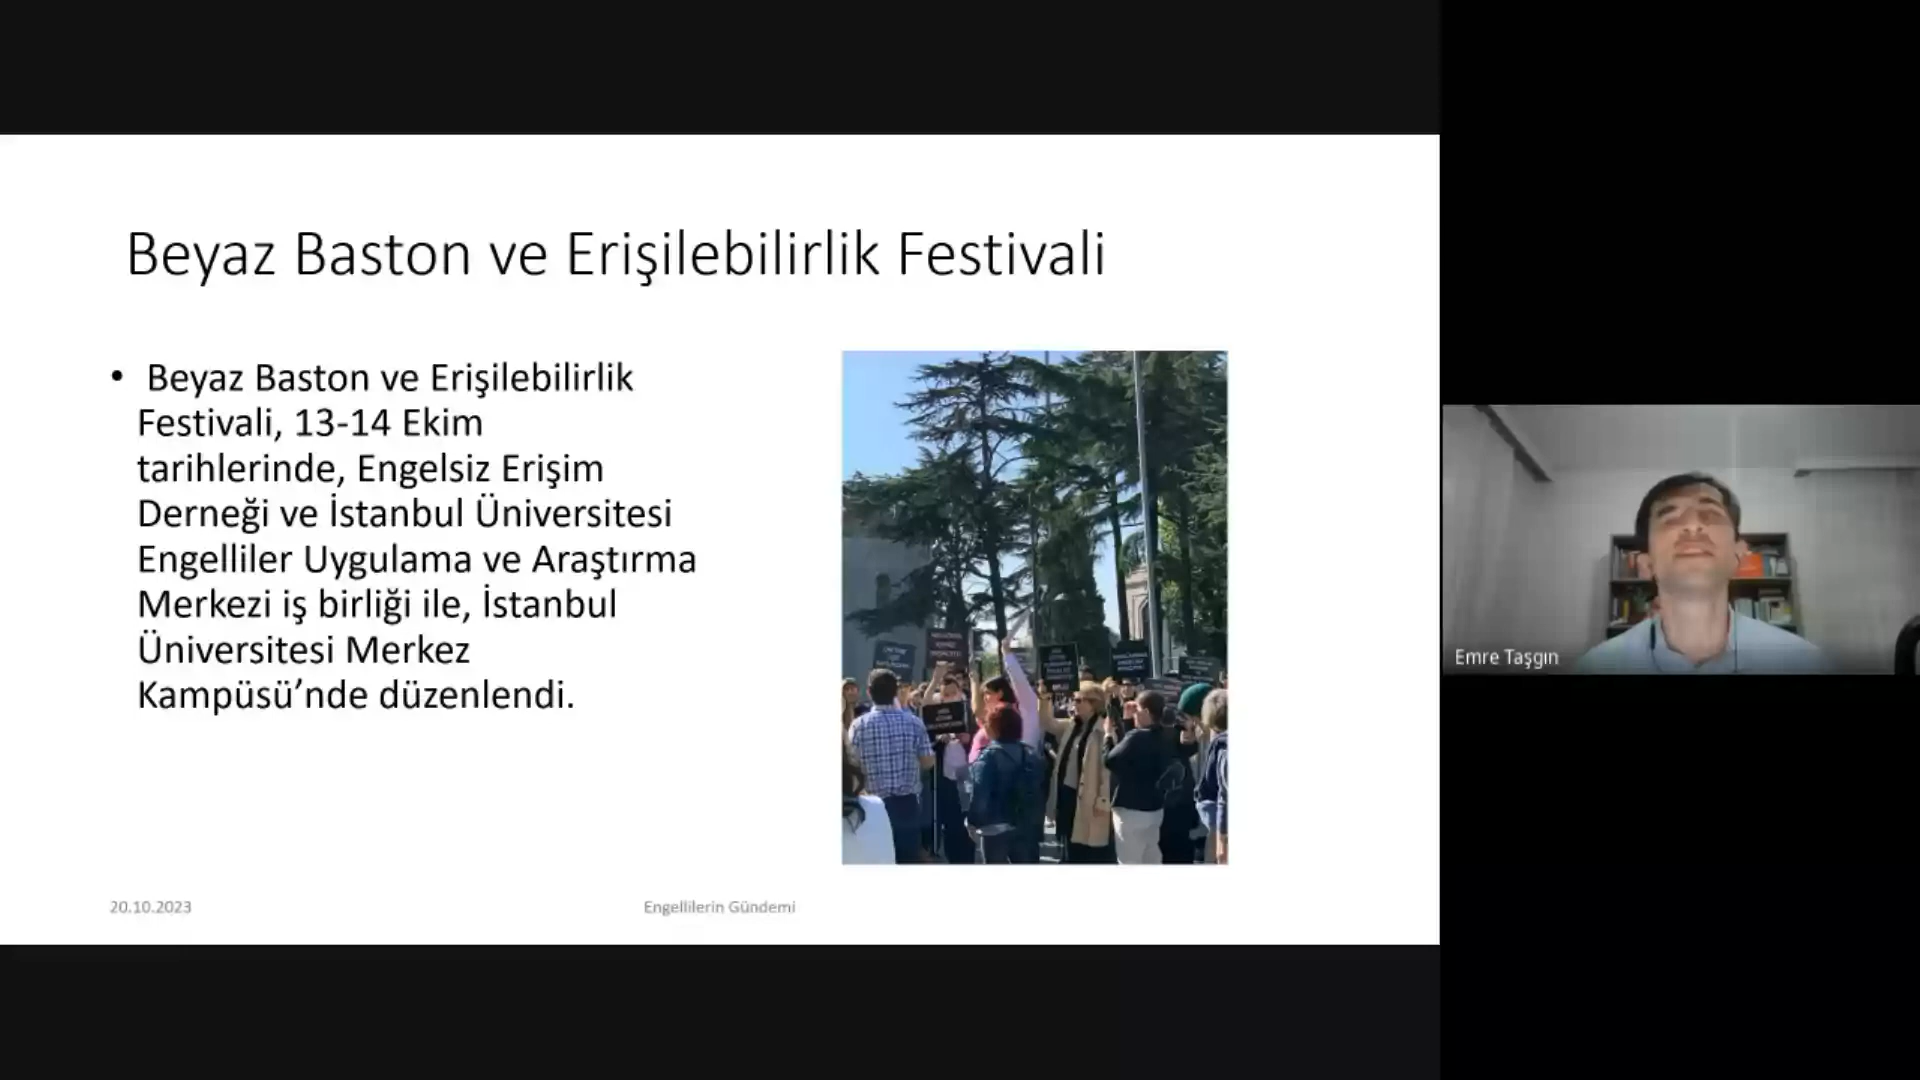 Beyaz Baston ve Erişilebilirlik Festivali
• Beyaz Baston ve Erişilebilirlik
Festivali, 13-14 Ekim
tarihlerinde, Engelsiz Erişim
Derneği ve İstanbul Üniversitesi
Engelliler Uygulama ve Araştırma
Merkezi iş birliği ile, İstanbul
Üniversitesi Merkez
Kampüsü’nde düzenlendi.
20.10.2023
Engellilerin Gündemi
Emre Taşgın